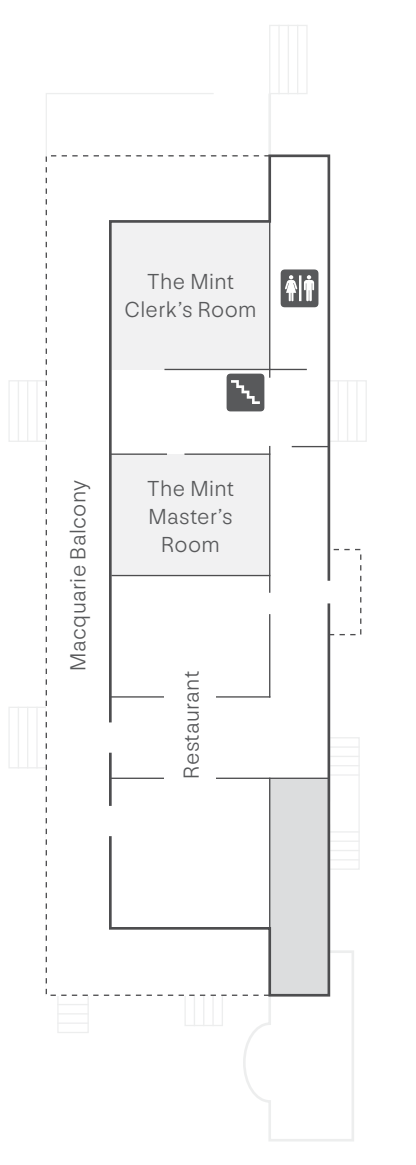 The Mint
Clerk’s Room
The Mint
Master’s
Room
Macquarie Balcony
Restaurant